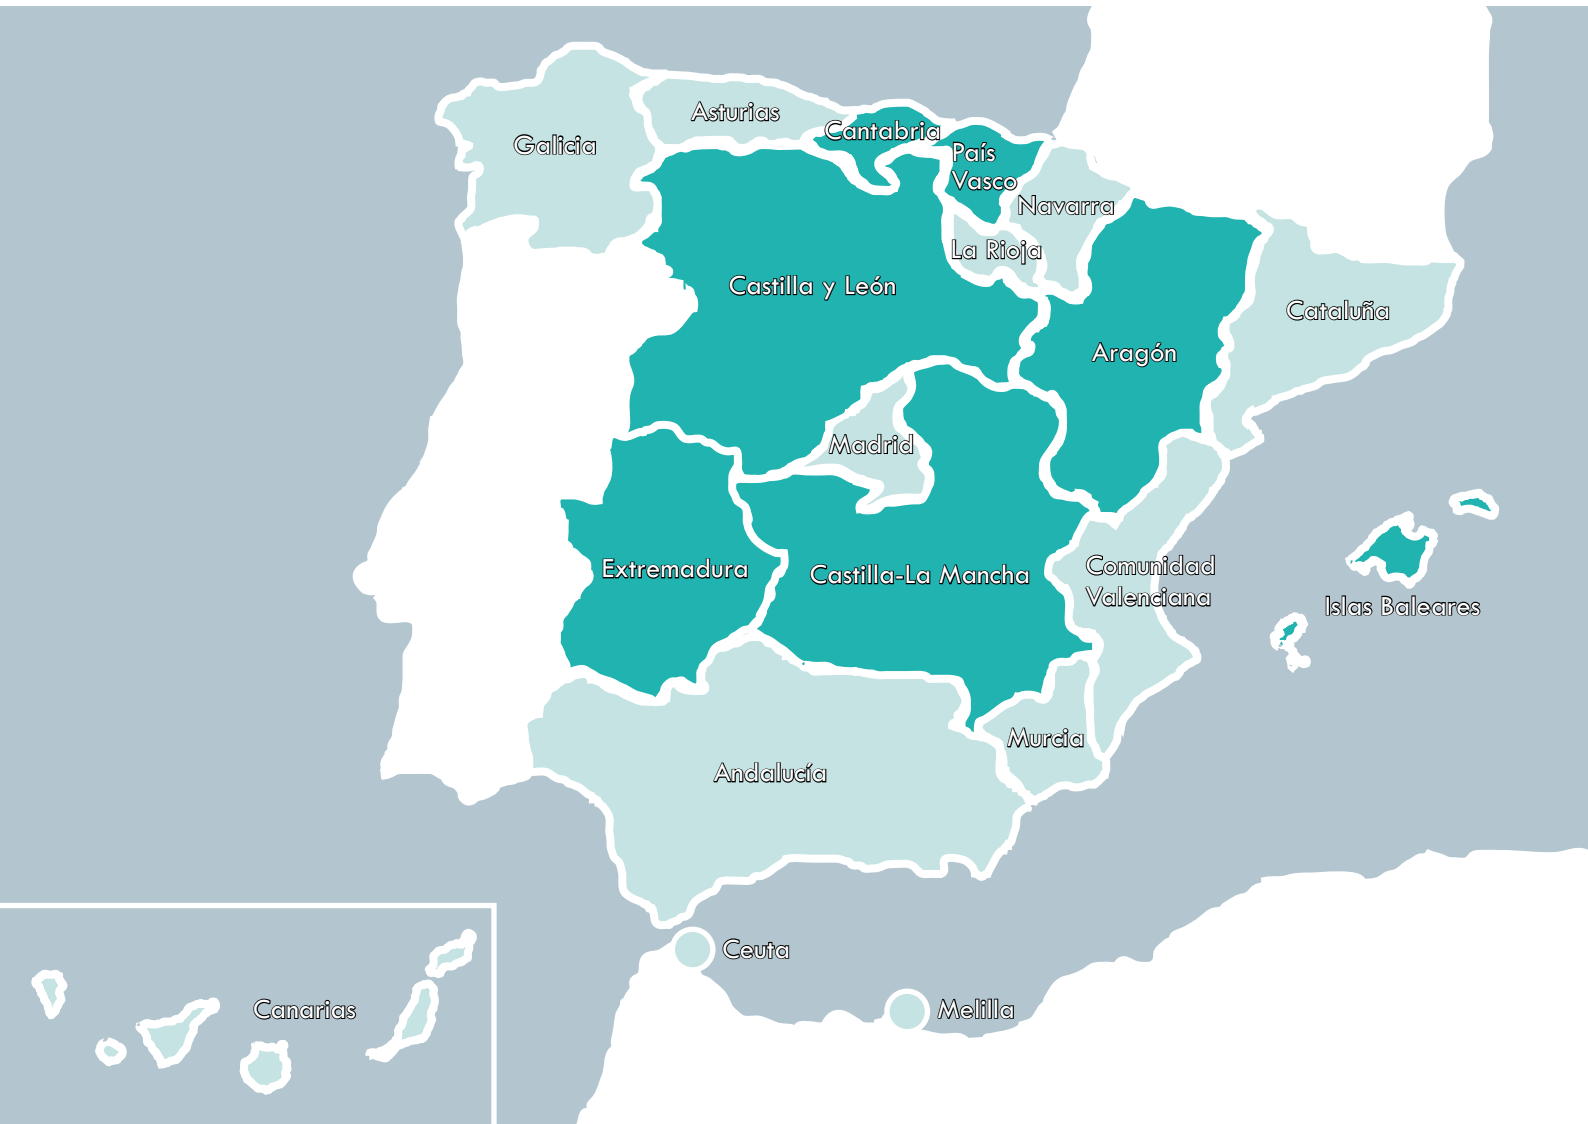 Asturias
Cantabria
Galicia
País
Vasco
Navarra
La Rioja
Castilla y León
Cataluña
Aragón
Madrid
Extremadura
Castilla-La Mancha
Comunidad
Valenciana
Islas Baleares
Murcia
Andalucía
Ceuta
Canarias
Melilla